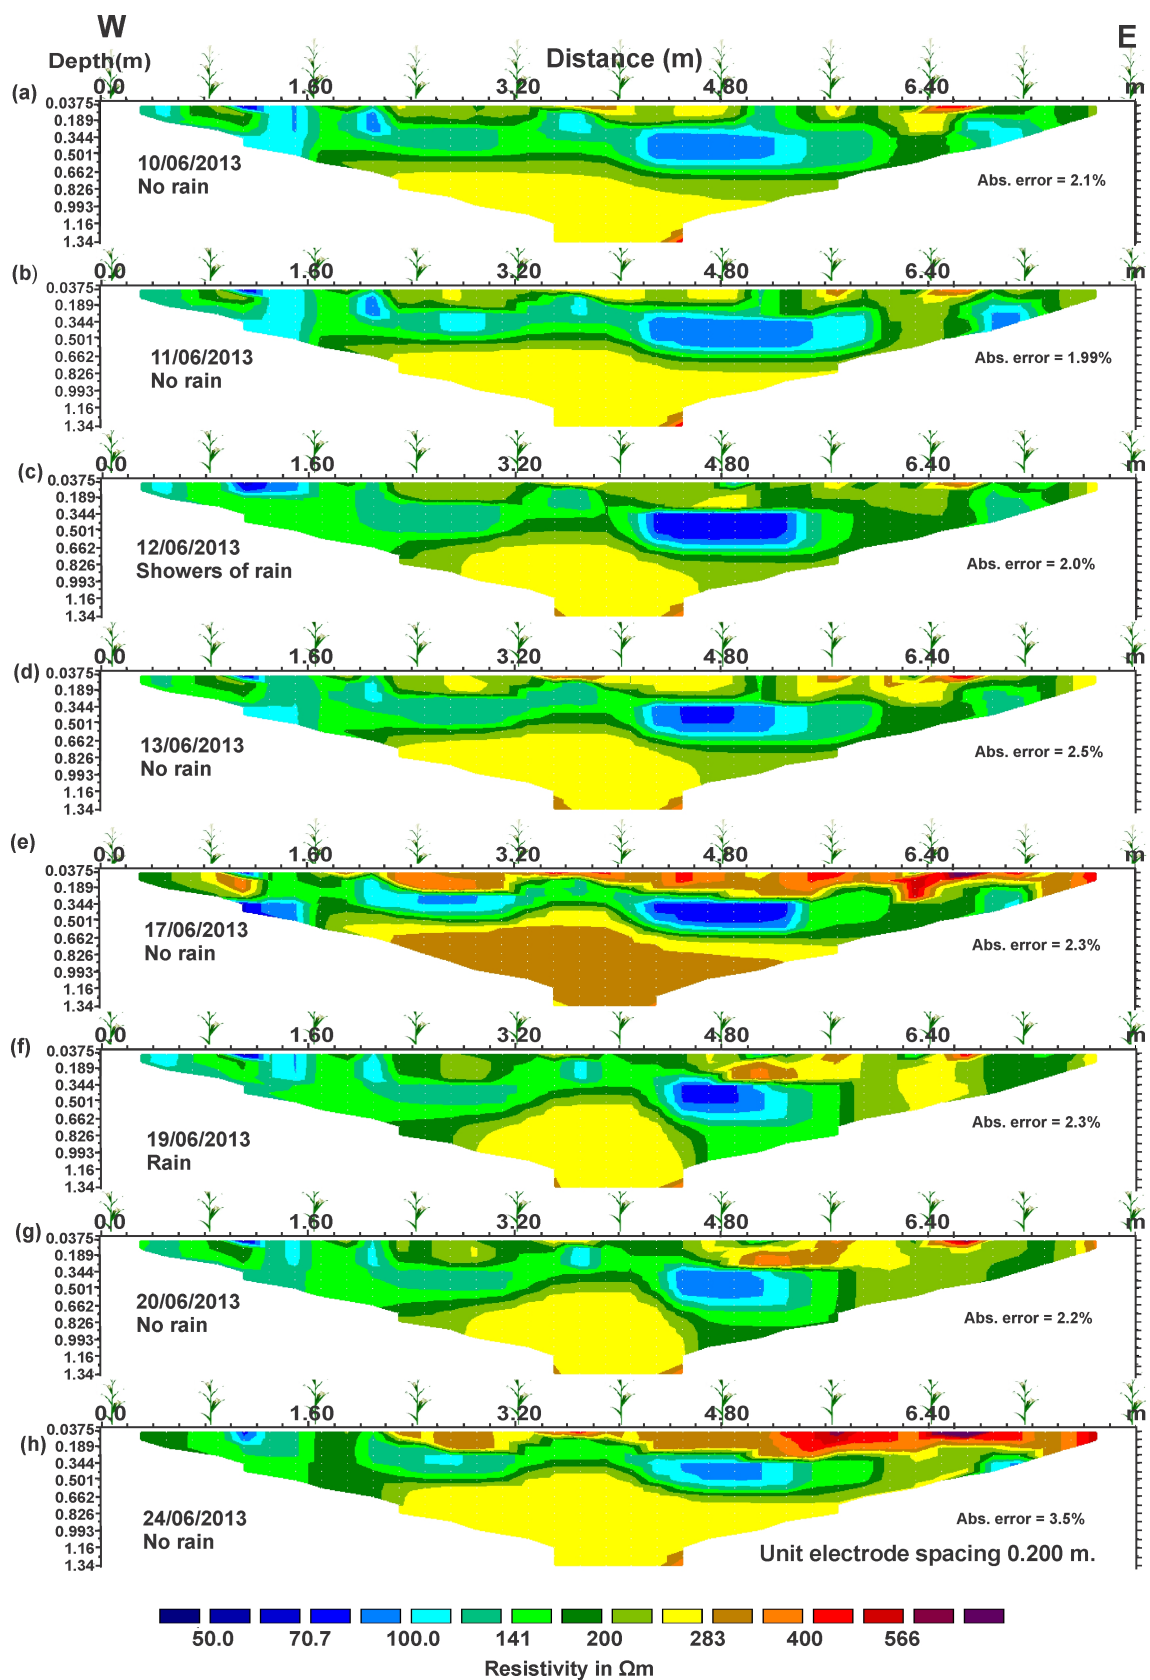 W
E
Depth(m)
Distance (m)
(a)
0.0 1.60 3.20 4.80 6.40 m
0.0375
0.189
0.344
0.501
0.662
0.826
0.993
1.16
1.34
10/06/2013
No rain
Abs. error = 2.1%
(b)
0.0 1.60 3.20 4.80 6.40 m
0.0375
0.189
0.344
0.501
0.662
0.826
0.993
1.16
1.34
11/06/2013
No rain
Abs. error = 1.99%
(c)
0.0 1.60 3.20 4.80 6.40 m
0.0375
0.189
0.344
0.501
0.662
0.826
0.993
1.16
1.34
12/06/2013
Showers of rain
Abs. error = 2.0%
(d)
0.0 1.60 3.20 4.80 6.40 m
0.0375
0.189
0.344
0.501
0.662
0.826
0.993
1.16
1.34
13/06/2013
No rain
Abs. error = 2.5%
(e)
0.0 1.60 3.20 4.80 6.40 m
0.0375
0.189
0.344
0.501
0.662
0.826
0.993
1.16
1.34
17/06/2013
No rain
Abs. error = 2.3%
(f)
0.0 1.60 3.20 4.80 6.40 m
0.0375
0.189
0.344
0.501
0.662
0.826
0.993
1.16
1.34
19/06/2013
Rain
Abs. error = 2.3%
(g)
0.0 1.60 3.20 4.80 6.40 m
0.0375
0.189
0.344
0.501
0.662
0.826
0.993
1.16
1.34
20/06/2013
No rain
Abs. error = 2.2%
(h)
0.0 1.60 3.20 4.80 6.40 m
0.0375
0.189
0.344
0.501
0.662
0.826
0.993
1.16
1.34
24/06/2013
No rain
Abs. error = 3.5%
Unit electrode spacing 0.200 m.
50.0 70.7 100.0 141 200 283 400 566
Resistivity in Ωm